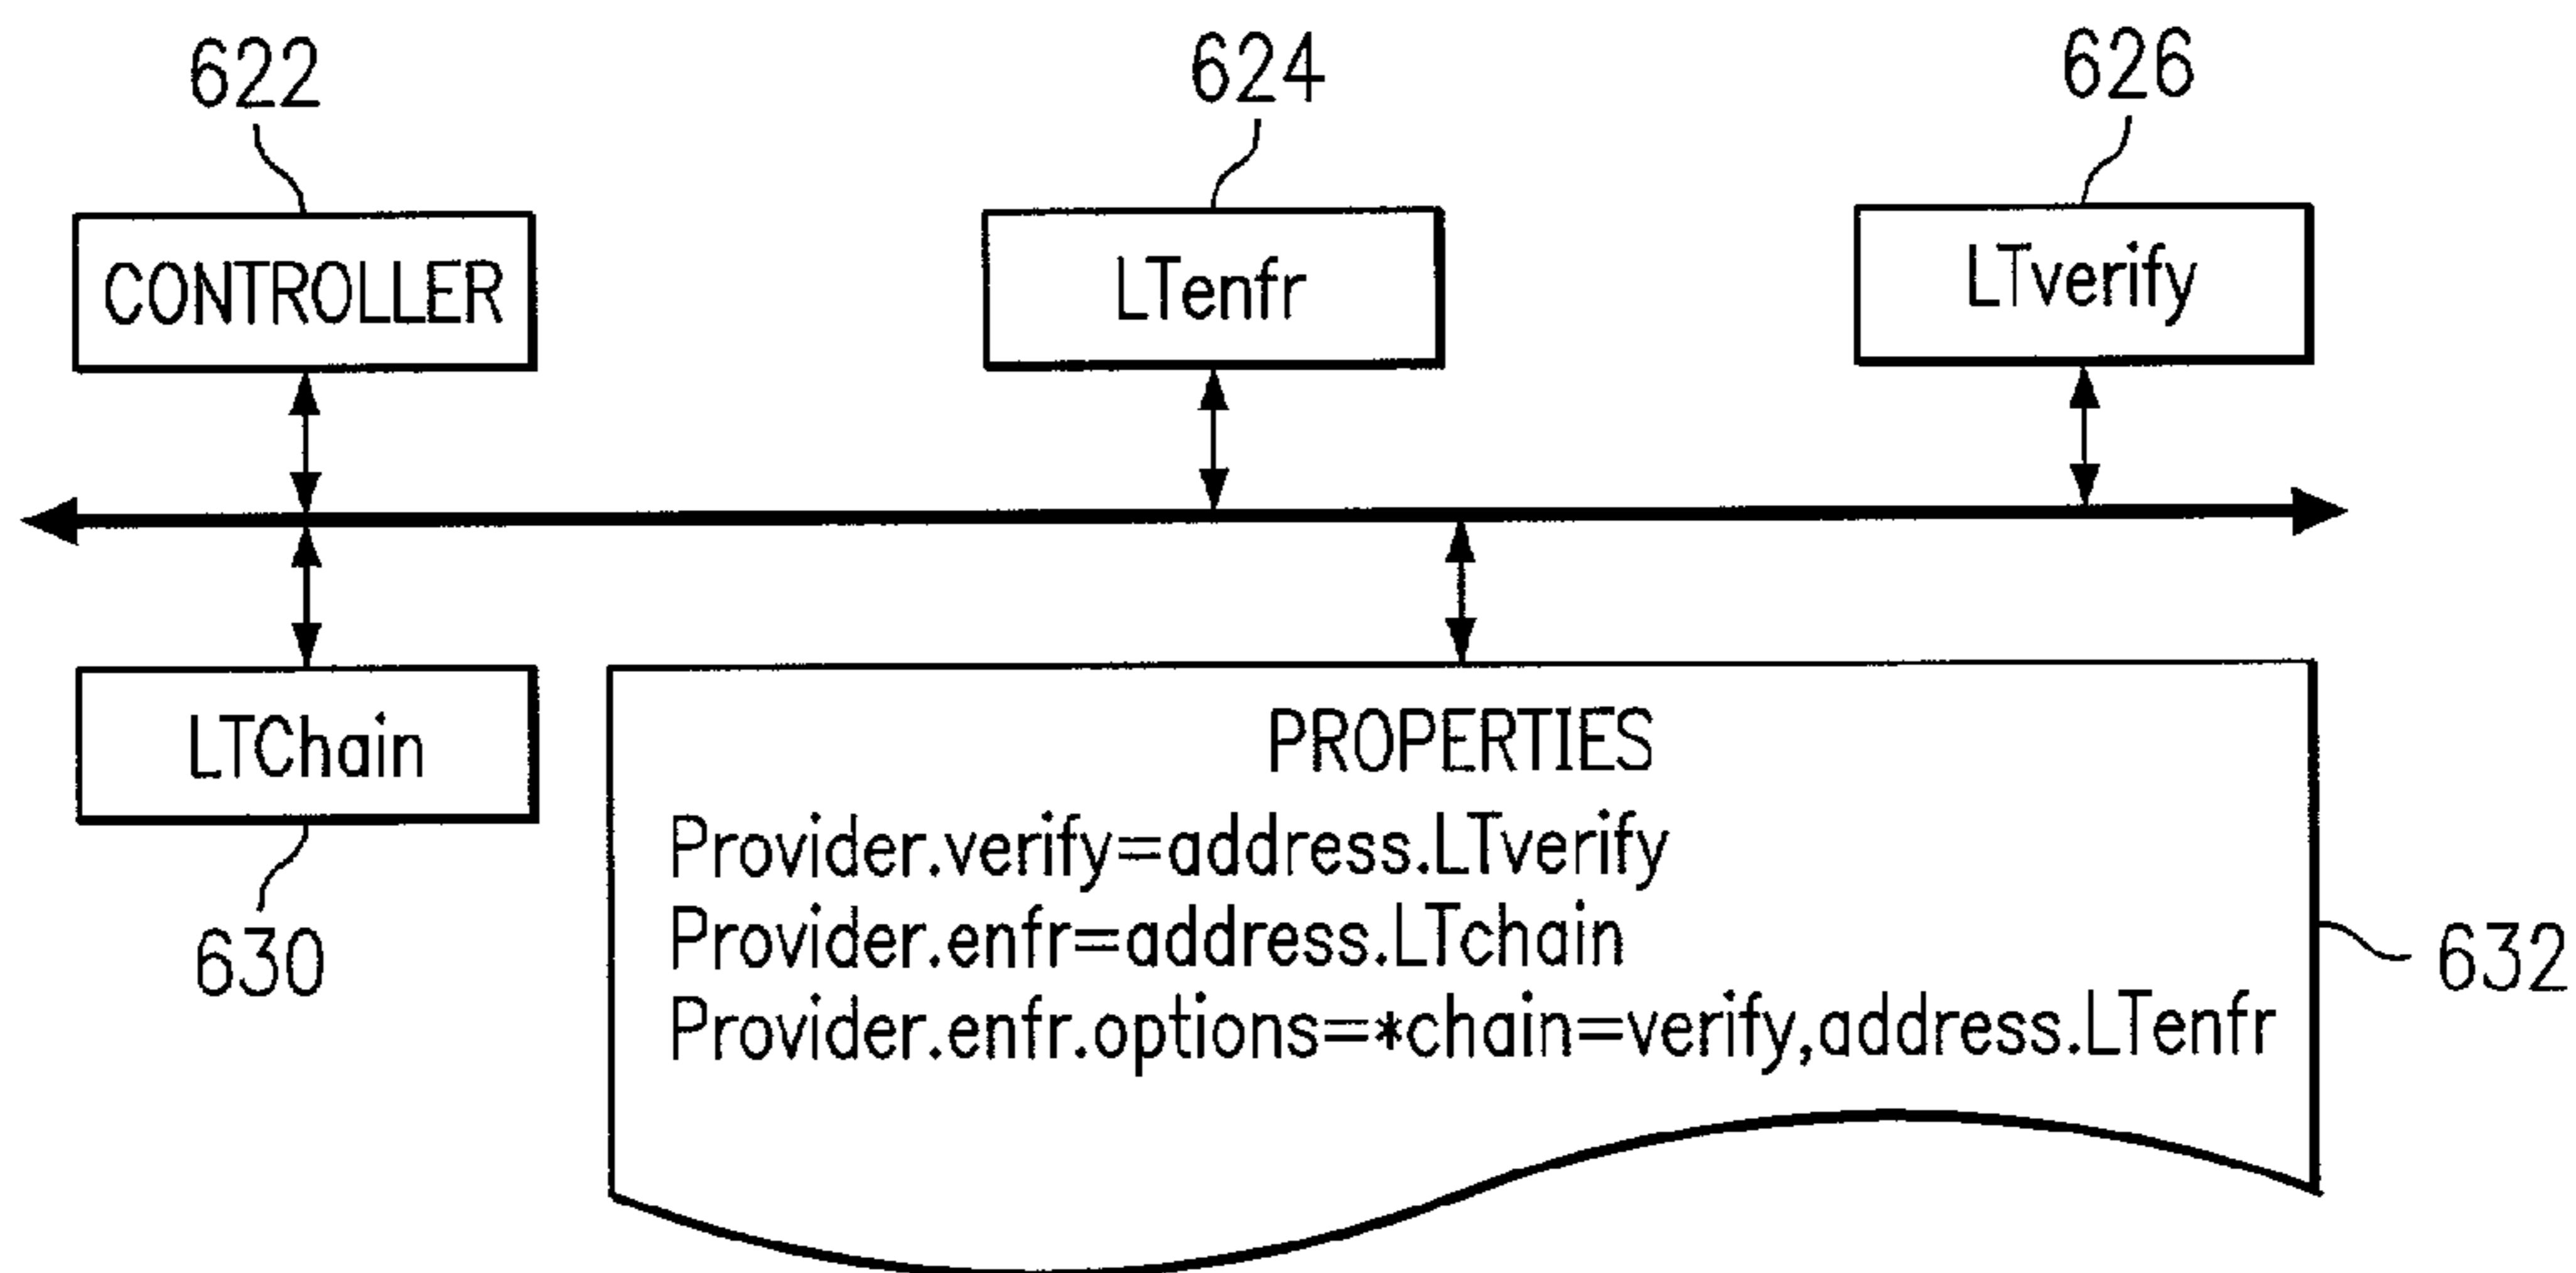 622
624
626
CONTROLLER
LTenfr
LTverify
LTChain
630
PROPERTIES
Provider.verify=address.LTverify
Provider.enfr=address.LTchain
Provider.enfr.options=*chain=verify,address.LTenfr
632